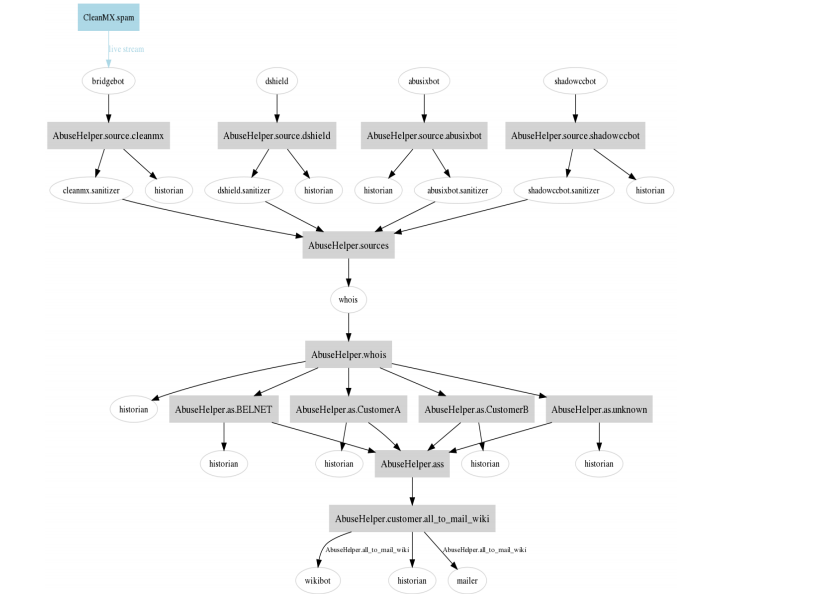 CleanMX.spam
live stream
bridgebot
dshield
abusixbot
shadowccbot
AbuseHelper.source.cleanmx
AbuseHelper.source.dshield
AbuseHelper.source.abusixbot
AbuseHelper.source.shadowccbot
cleanmx.sanitizer
historian
dshield.sanitizer
historian
historian
abusixbot.sanitizer
shadowccbot.sanitizer
historian
AbuseHelper.sources
whois
AbuseHelper.whois
historian
AbuseHelper.as.BELNET
AbuseHelper.as.CustomerA
AbuseHelper.as.CustomerB
AbuseHelper.as.unknown
historian
historian
AbuseHelper.ass
historian
historian
AbuseHelper.customer.all_to_mail_wiki
AbuseHelper.all_to_mail_wiki
AbuseHelper.all_to_mail_wiki
wikibot
historian
mailer